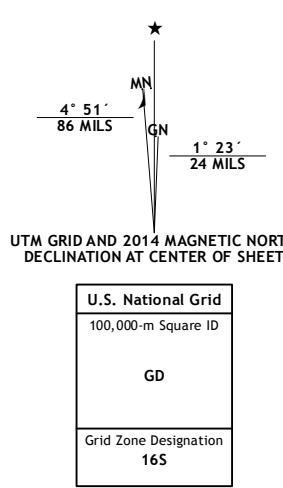 ★
MN
4° 51´
86 MILS
GN
1° 23´
24 MILS
UTM GRID AND 2014 MAGNETIC NORT
DECLINATION AT CENTER OF SHEET
U.S. National Grid
100,000-m Square ID
GD
Grid Zone Designation
16S